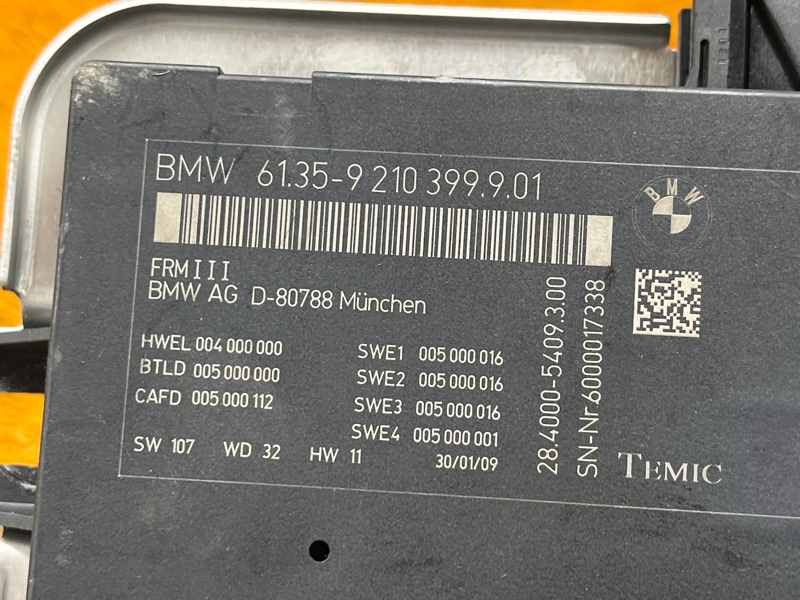 BMW 61.35-9 210 399.9.01
BMW
FRMIII
BMW AG D-80788 München
HWEL 004 000 000
BTLD 005 000 000
CAFD 005 000 112
SWE1 005 000 016
SWE2 005 000 016
SWE3 005 000 016
SWE4 005 000 001
SW 107 WD 32 HW 11 30/01/09
28.4000-5409.3.00
SN-Nr.6000017338
TEMIC